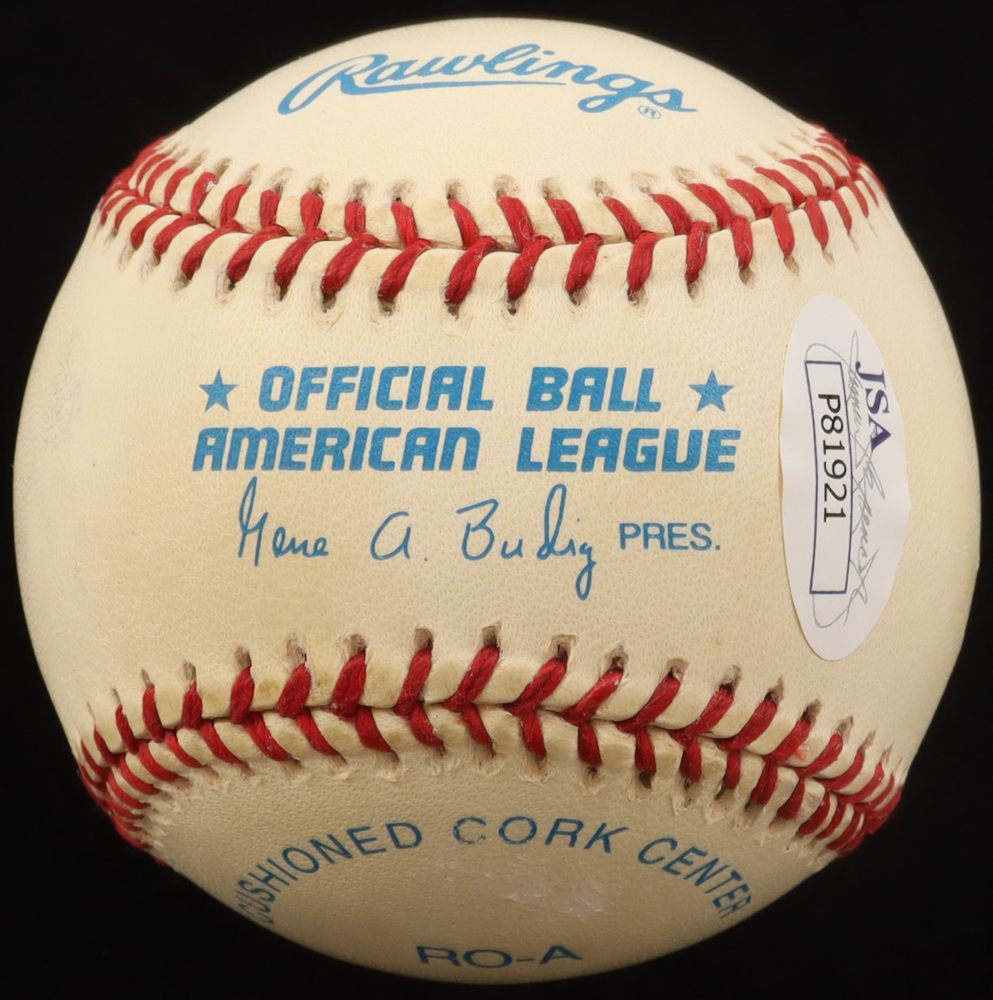 Rawlings ®
★ OFFICIAL BALL ★
AMERICAN LEAGUE
Gene A. Budig PRES.
JSA
P81921
CUSHIONED CORK CENTER
RO-A